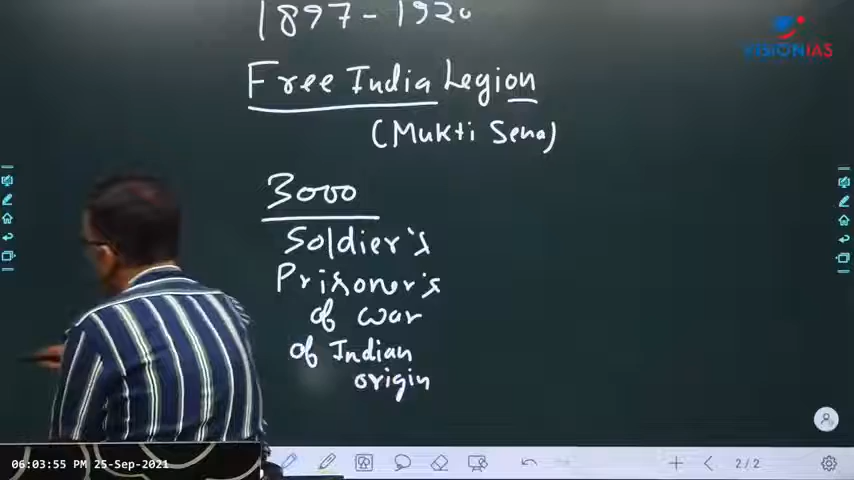 1897-1920
VISIONIAS
Free India Legion
(Mukti Sena)
3000
Soldier's
Prisoner's
of war
of Indian
origin
06:03:55 PM 25-Sep-2021
2/2